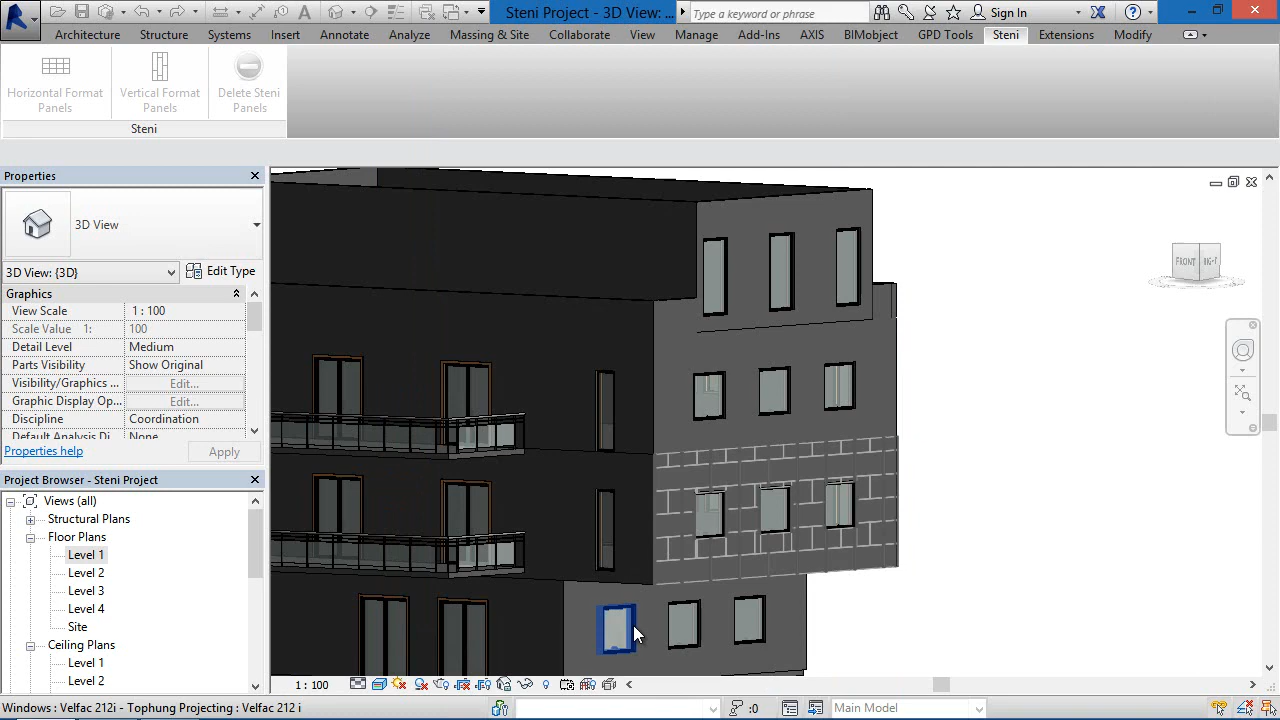 Steni Project - 3D View: ...
Type a keyword or phrase
Sign In
Architecture Structure Systems Insert Annotate Analyze Massing & Site Collaborate View Manage Add-Ins AXIS BIMobject GPD Tools Steni Extensions Modify
Horizontal Format Panels
Vertical Format Panels
Delete Steni Panels
Steni
Properties
3D View
3D View: {3D}
Edit Type
Graphics
View Scale 1 : 100
Scale Value 1: 100
Detail Level Medium
Parts Visibility Show Original
Visibility/Graphics ... Edit...
Graphic Display Op... Edit...
Discipline Coordination
Default Analysis Di... None
Properties help
Apply
Project Browser - Steni Project
Views (all)
Structural Plans
Floor Plans
Level 1
Level 2
Level 3
Level 4
Site
Ceiling Plans
Level 1
Level 2
FRONT
1 : 100
Windows : Velfac 212i - Tophung Projecting : Velfac 212 i
:0
Main Model